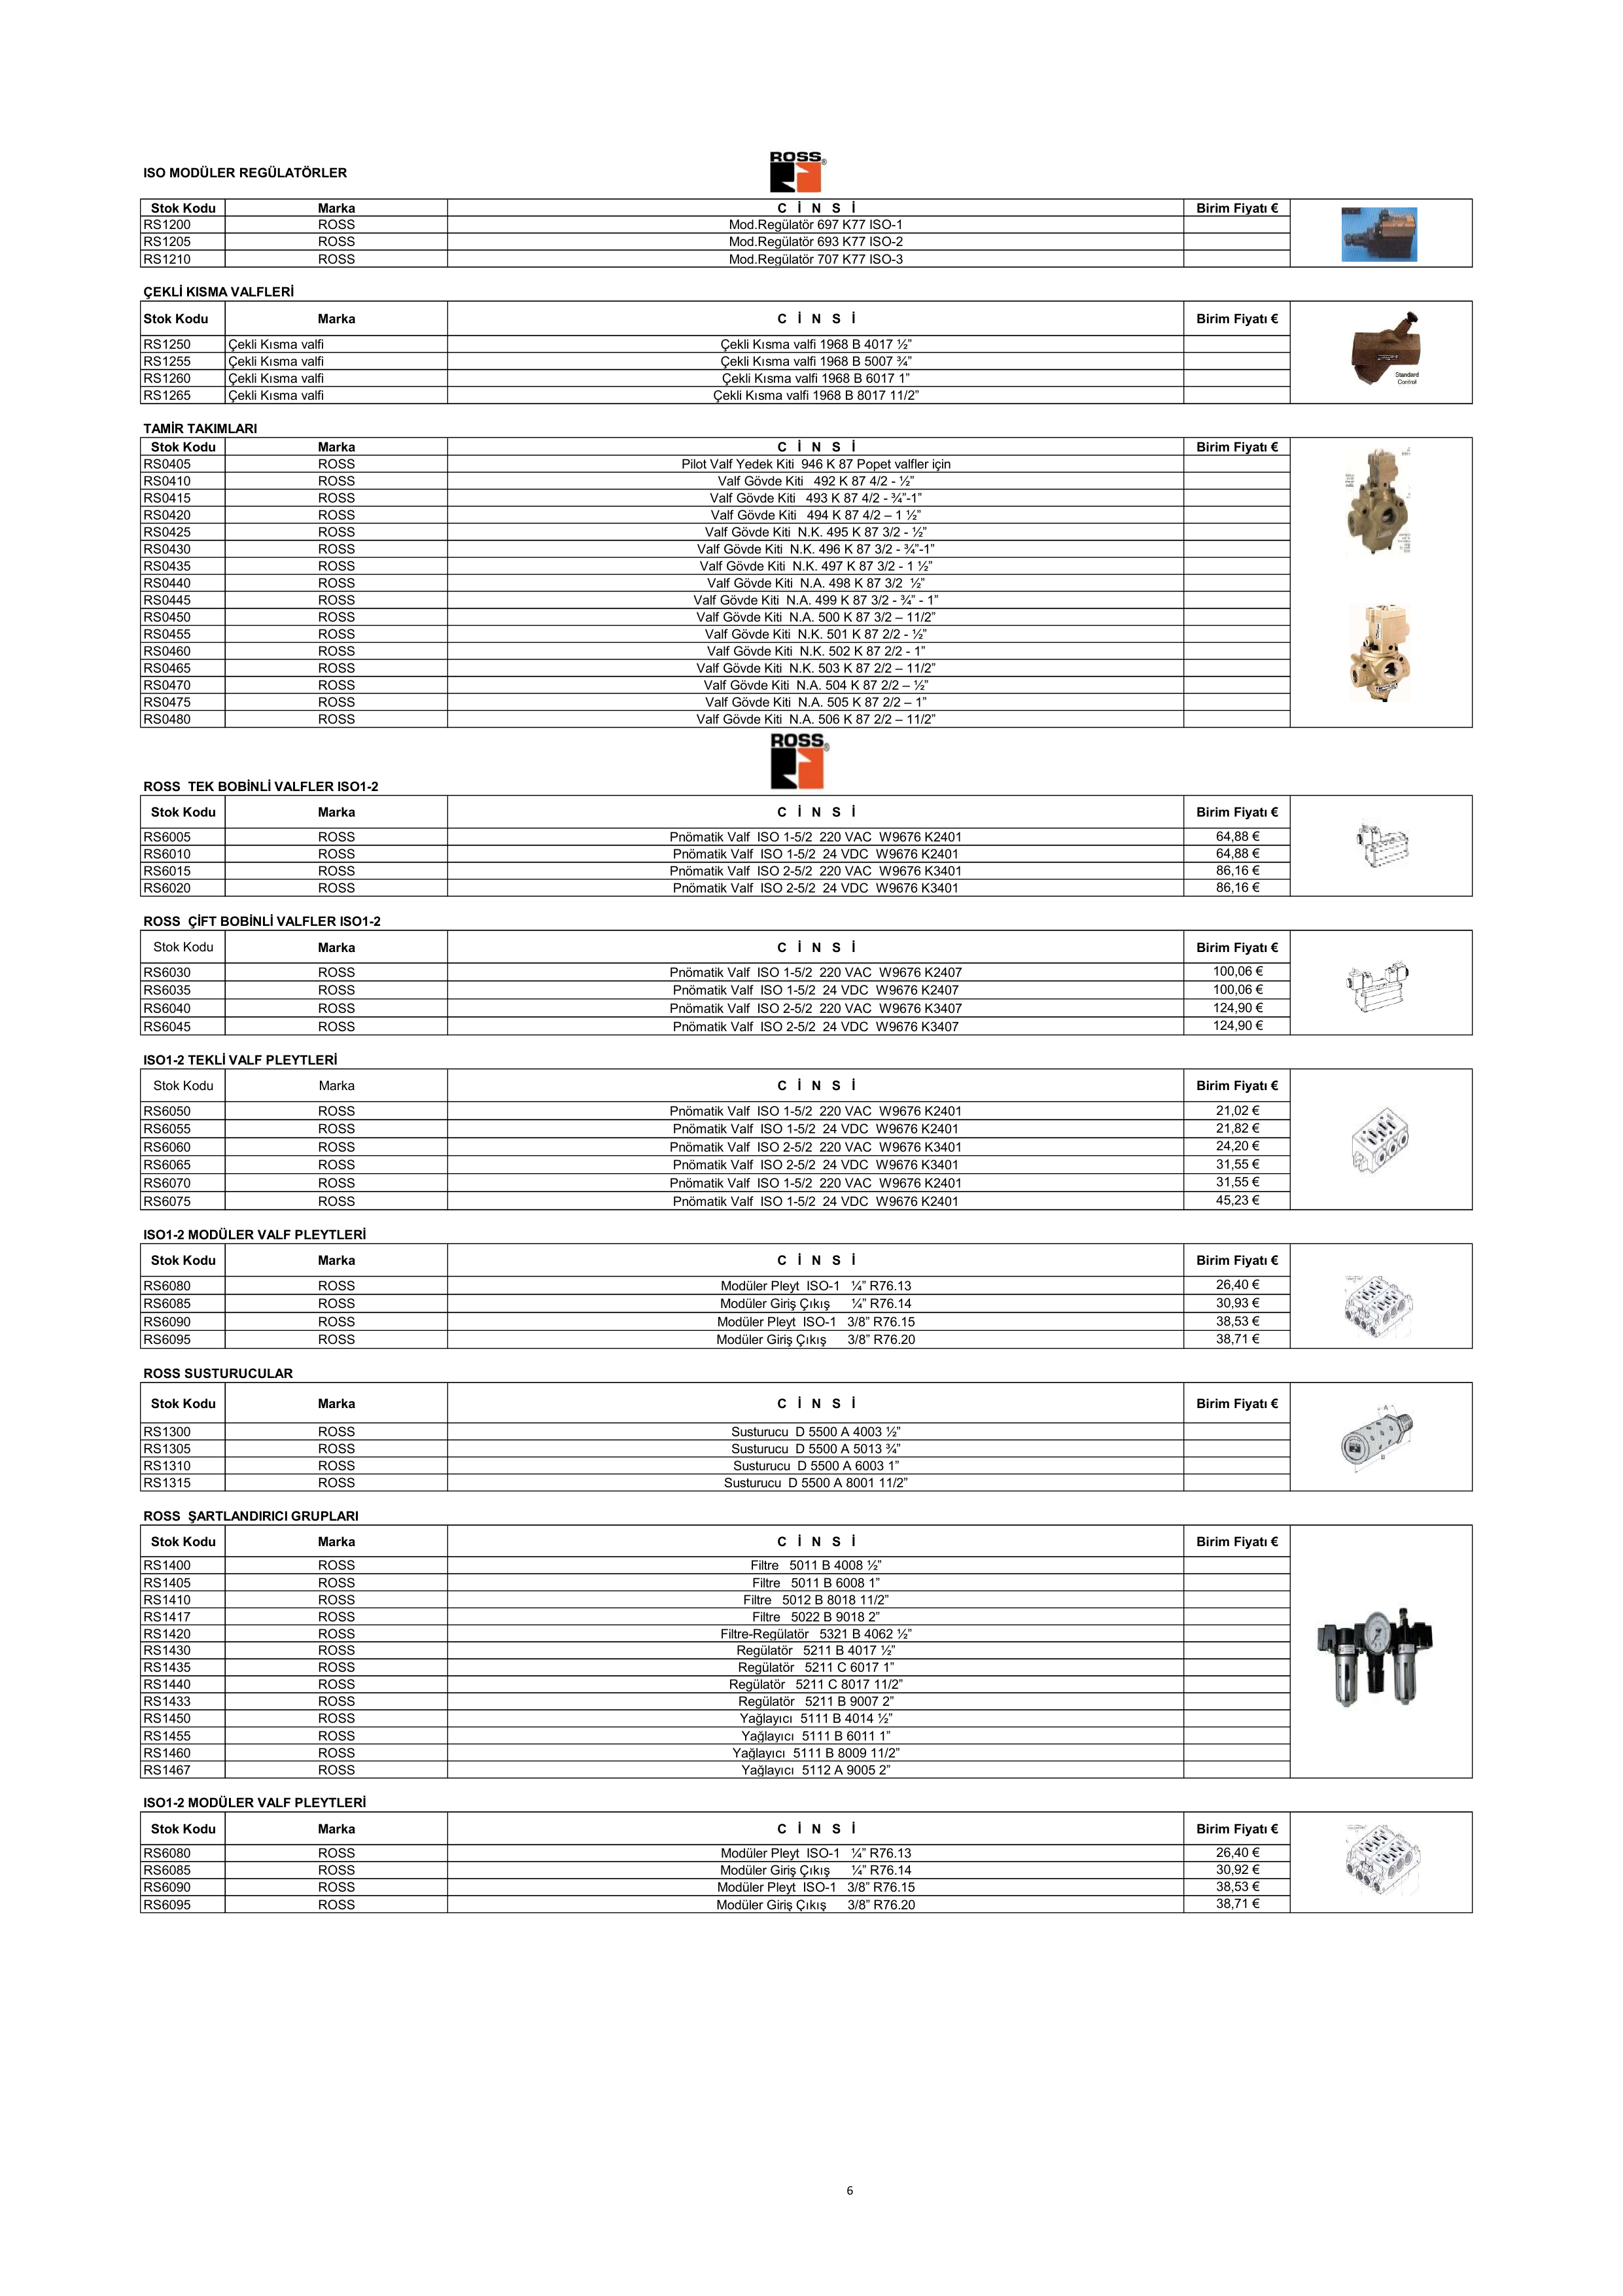 ROSS
ISO MODÜLER REGÜLATÖRLER
Stok Kodu Marka C İ N S İ Birim Fiyatı €
RS1200 ROSS Mod.Regülatör 697 K77 ISO-1
RS1205 ROSS Mod.Regülatör 693 K77 ISO-2
RS1210 ROSS Mod.Regülatör 707 K77 ISO-3
ÇEKLİ KISMA VALFLERİ
Stok Kodu Marka C İ N S İ Birim Fiyatı €
RS1250 Çekli Kısma valfi Çekli Kısma valfi 1968 B 4017 ½”
RS1255 Çekli Kısma valfi Çekli Kısma valfi 1968 B 5007 ¾”
RS1260 Çekli Kısma valfi Çekli Kısma valfi 1968 B 6017 1”
RS1265 Çekli Kısma valfi Çekli Kısma valfi 1968 B 8017 11/2”
Standard
Control
TAMİR TAKIMLARI
Stok Kodu Marka C İ N S İ Birim Fiyatı €
RS0405 ROSS Pilot Valf Yedek Kiti 946 K 87 Popet valfler için
RS0410 ROSS Valf Gövde Kiti 492 K 87 4/2 - ½”
RS0415 ROSS Valf Gövde Kiti 493 K 87 4/2 - ¾”-1”
RS0420 ROSS Valf Gövde Kiti 494 K 87 4/2 – 1 ½”
RS0425 ROSS Valf Gövde Kiti N.K. 495 K 87 3/2 - ½”
RS0430 ROSS Valf Gövde Kiti N.K. 496 K 87 3/2 - ¾”-1”
RS0435 ROSS Valf Gövde Kiti N.K. 497 K 87 3/2 - 1 ½”
RS0440 ROSS Valf Gövde Kiti N.A. 498 K 87 3/2 ½”
RS0445 ROSS Valf Gövde Kiti N.A. 499 K 87 3/2 - ¾” - 1”
RS0450 ROSS Valf Gövde Kiti N.A. 500 K 87 3/2 – 11/2”
RS0455 ROSS Valf Gövde Kiti N.K. 501 K 87 2/2 - ½”
RS0460 ROSS Valf Gövde Kiti N.K. 502 K 87 2/2 - 1”
RS0465 ROSS Valf Gövde Kiti N.K. 503 K 87 2/2 – 11/2”
RS0470 ROSS Valf Gövde Kiti N.A. 504 K 87 2/2 – ½”
RS0475 ROSS Valf Gövde Kiti N.A. 505 K 87 2/2 – 1”
RS0480 ROSS Valf Gövde Kiti N.A. 506 K 87 2/2 – 11/2”
ROSS
ROSS TEK BOBİNLİ VALFLER ISO1-2
Stok Kodu Marka C İ N S İ Birim Fiyatı €
RS6005 ROSS Pnömatik Valf ISO 1-5/2 220 VAC W9676 K2401 64,88 €
RS6010 ROSS Pnömatik Valf ISO 1-5/2 24 VDC W9676 K2401 64,88 €
RS6015 ROSS Pnömatik Valf ISO 2-5/2 220 VAC W9676 K3401 86,16 €
RS6020 ROSS Pnömatik Valf ISO 2-5/2 24 VDC W9676 K3401 86,16 €
ROSS ÇİFT BOBİNLİ VALFLER ISO1-2
Stok Kodu Marka C İ N S İ Birim Fiyatı €
RS6030 ROSS Pnömatik Valf ISO 1-5/2 220 VAC W9676 K2407 100,06 €
RS6035 ROSS Pnömatik Valf ISO 1-5/2 24 VDC W9676 K2407 100,06 €
RS6040 ROSS Pnömatik Valf ISO 2-5/2 220 VAC W9676 K3407 124,90 €
RS6045 ROSS Pnömatik Valf ISO 2-5/2 24 VDC W9676 K3407 124,90 €
ISO1-2 TEKLİ VALF PLEYTLERİ
Stok Kodu Marka C İ N S İ Birim Fiyatı €
RS6050 ROSS Pnömatik Valf ISO 1-5/2 220 VAC W9676 K2401 21,02 €
RS6055 ROSS Pnömatik Valf ISO 1-5/2 24 VDC W9676 K2401 21,82 €
RS6060 ROSS Pnömatik Valf ISO 2-5/2 220 VAC W9676 K3401 24,20 €
RS6065 ROSS Pnömatik Valf ISO 2-5/2 24 VDC W9676 K3401 31,55 €
RS6070 ROSS Pnömatik Valf ISO 1-5/2 220 VAC W9676 K2401 31,55 €
RS6075 ROSS Pnömatik Valf ISO 1-5/2 24 VDC W9676 K2401 45,23 €
ISO1-2 MODÜLER VALF PLEYTLERİ
Stok Kodu Marka C İ N S İ Birim Fiyatı €
RS6080 ROSS Modüler Pleyt ISO-1 ¼” R76.13 26,40 €
RS6085 ROSS Modüler Giriş Çıkış ¼” R76.14 30,93 €
RS6090 ROSS Modüler Pleyt ISO-1 3/8” R76.15 38,53 €
RS6095 ROSS Modüler Giriş Çıkış 3/8” R76.20 38,71 €
ROSS SUSTURUCULAR
Stok Kodu Marka C İ N S İ Birim Fiyatı €
RS1300 ROSS Susturucu D 5500 A 4003 ½”
RS1305 ROSS Susturucu D 5500 A 5013 ¾”
RS1310 ROSS Susturucu D 5500 A 6003 1”
RS1315 ROSS Susturucu D 5500 A 8001 11/2”
A
B
ROSS ŞARTLANDIRICI GRUPLARI
Stok Kodu Marka C İ N S İ Birim Fiyatı €
RS1400 ROSS Filtre 5011 B 4008 ½”
RS1405 ROSS Filtre 5011 B 6008 1”
RS1410 ROSS Filtre 5012 B 8018 11/2”
RS1417 ROSS Filtre 5022 B 9018 2”
RS1420 ROSS Filtre-Regülatör 5321 B 4062 ½”
RS1430 ROSS Regülatör 5211 B 4017 ½”
RS1435 ROSS Regülatör 5211 C 6017 1”
RS1440 ROSS Regülatör 5211 C 8017 11/2”
RS1433 ROSS Regülatör 5211 B 9007 2”
RS1450 ROSS Yağlayıcı 5111 B 4014 ½”
RS1455 ROSS Yağlayıcı 5111 B 6011 1”
RS1460 ROSS Yağlayıcı 5111 B 8009 11/2”
RS1467 ROSS Yağlayıcı 5112 A 9005 2”
ISO1-2 MODÜLER VALF PLEYTLERİ
Stok Kodu Marka C İ N S İ Birim Fiyatı €
RS6080 ROSS Modüler Pleyt ISO-1 ¼” R76.13 26,40 €
RS6085 ROSS Modüler Giriş Çıkış ¼” R76.14 30,92 €
RS6090 ROSS Modüler Pleyt ISO-1 3/8” R76.15 38,53 €
RS6095 ROSS Modüler Giriş Çıkış 3/8” R76.20 38,71 €
6